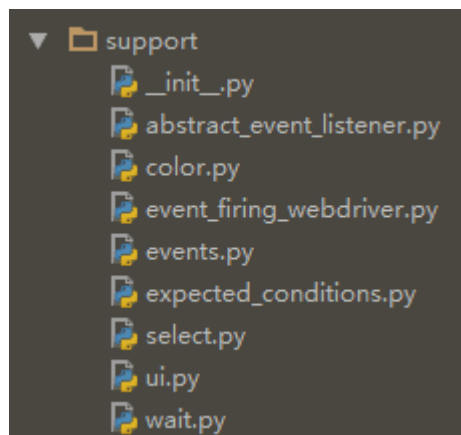 support
__init__.py
abstract_event_listener.py
color.py
event_firing_webdriver.py
events.py
expected_conditions.py
select.py
ui.py
wait.py